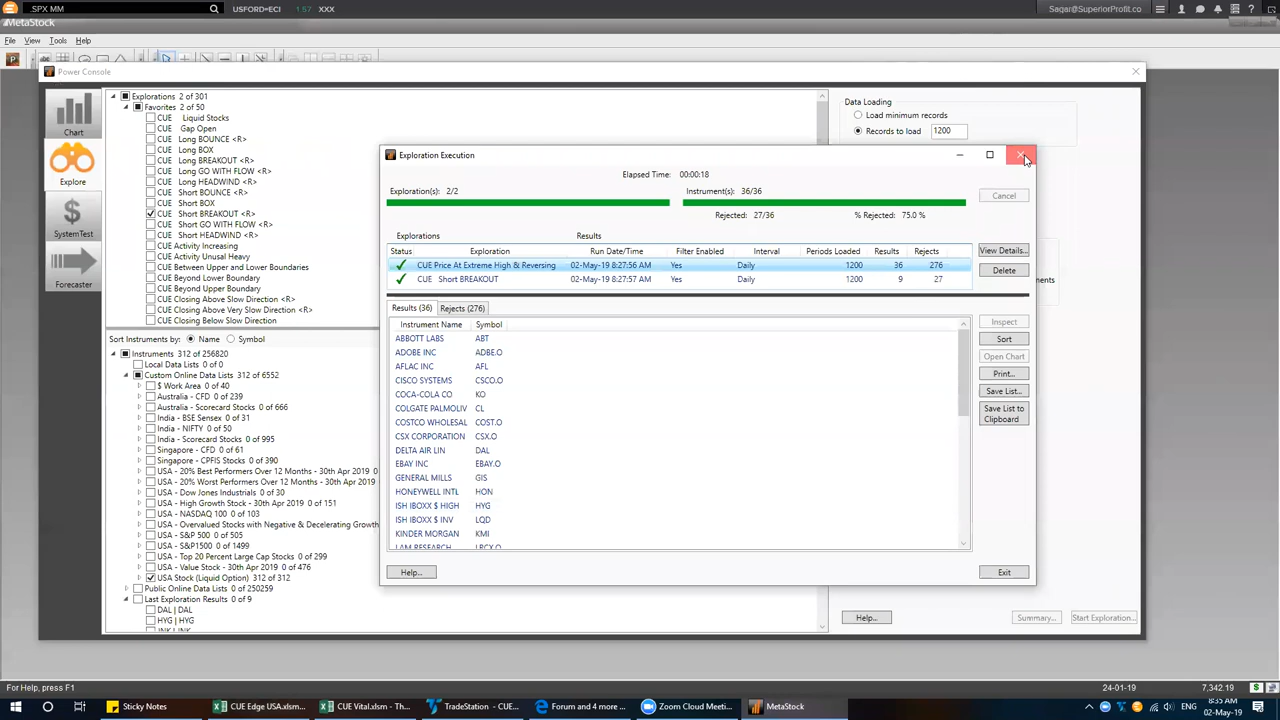 .SPX MM
USFORD=ECI 1.57 XXX
Sagar@SuperiorProfit.co
MetaStock
File View Tools Help
P
Power Console
Chart
Explore
SystemTest
Forecaster
Explorations 2 of 301
Favorites 2 of 50
CUE Liquid Stocks
CUE Gap Open
CUE Long BOUNCE <R>
CUE Long BOX
CUE Long BREAKOUT <R>
CUE Long GO WITH FLOW <R>
CUE Long HEADWIND <R>
CUE Short BOUNCE <R>
CUE Short BOX
CUE Short BREAKOUT <R>
CUE Short GO WITH FLOW <R>
CUE Short HEADWIND <R>
CUE Activity Increasing
CUE Activity Unusal Heavy
CUE Between Upper and Lower Boundaries
CUE Beyond Lower Boundary
CUE Beyond Upper Boundary
CUE Closing Above Slow Direction <R>
CUE Closing Above Very Slow Direction <R>
CUE Closing Below Slow Direction
Sort Instruments by: Name Symbol
Instruments 312 of 256820
Local Data Lists 0 of 0
Custom Online Data Lists 312 of 6552
$ Work Area 0 of 40
Australia - CFD 0 of 239
Australia - Scorecard Stocks 0 of 666
India - BSE Sensex 0 of 31
India - NIFTY 0 of 50
India - Scorecard Stocks 0 of 995
Singapore - CFD 0 of 61
Singapore - CPFIS Stocks 0 of 390
USA - 20% Best Performers Over 12 Months - 30th Apr 2019 0
USA - 20% Worst Performers Over 12 Months - 30th Apr 2019 0
USA - Dow Jones Industrials 0 of 30
USA - High Growth Stock - 30th Apr 2019 0 of 151
USA - NASDAQ 100 0 of 103
USA - Overvalued Stocks with Negative & Decelerating Growth
USA - S&P 500 0 of 505
USA - S&P1500 0 of 1499
USA - Top 20 Percent Large Cap Stocks 0 of 299
USA - Value Stock - 30th Apr 2019 0 of 476
USA Stock (Liquid Option) 312 of 312
Public Online Data Lists 0 of 250259
Last Exploration Results 0 of 9
DAL | DAL
HYG | HYG
Data Loading
Load minimum records
Records to load 1200
Exploration Execution
Elapsed Time: 00:00:18
Exploration(s): 2/2 Instrument(s): 36/36
Cancel
Rejected: 27/36 % Rejected: 75.0 %
Explorations Results
Status Exploration Run Date/Time Filter Enabled Interval Periods Loaded Results Rejects
CUE Price At Extreme High & Reversing 02-May-19 8:27:56 AM Yes Daily 1200 36 276
CUE Short BREAKOUT 02-May-19 8:27:57 AM Yes Daily 1200 9 27
View Details...
Delete
ments
Results (36) Rejects (276)
Instrument Name Symbol
ABBOTT LABS ABT
ADOBE INC ADBE.O
AFLAC INC AFL
CISCO SYSTEMS CSCO.O
COCA-COLA CO KO
COLGATE PALMOLIV CL
COSTCO WHOLESAL COST.O
CSX CORPORATION CSX.O
DELTA AIR LIN DAL
EBAY INC EBAY.O
GENERAL MILLS GIS
HONEYWELL INTL HON
ISH IBOXX $ HIGH HYG
ISH IBOXX $ INV LQD
KINDER MORGAN KMI
LAM RESEARCH LRCX.O
Inspect
Sort
Open Chart
Print...
Save List...
Save List to
Clipboard
Help... Exit
Help... Summary... Start Exploration...
For Help, press F1 24-01-19 7,342.19
Sticky Notes
CUE Edge USA.xlsm...
CUE Vital.xlsm - Th...
TradeStation - CUE...
Forum and 4 more ...
Zoom Cloud Meeti...
MetaStock
8:35 AM
02-May-19